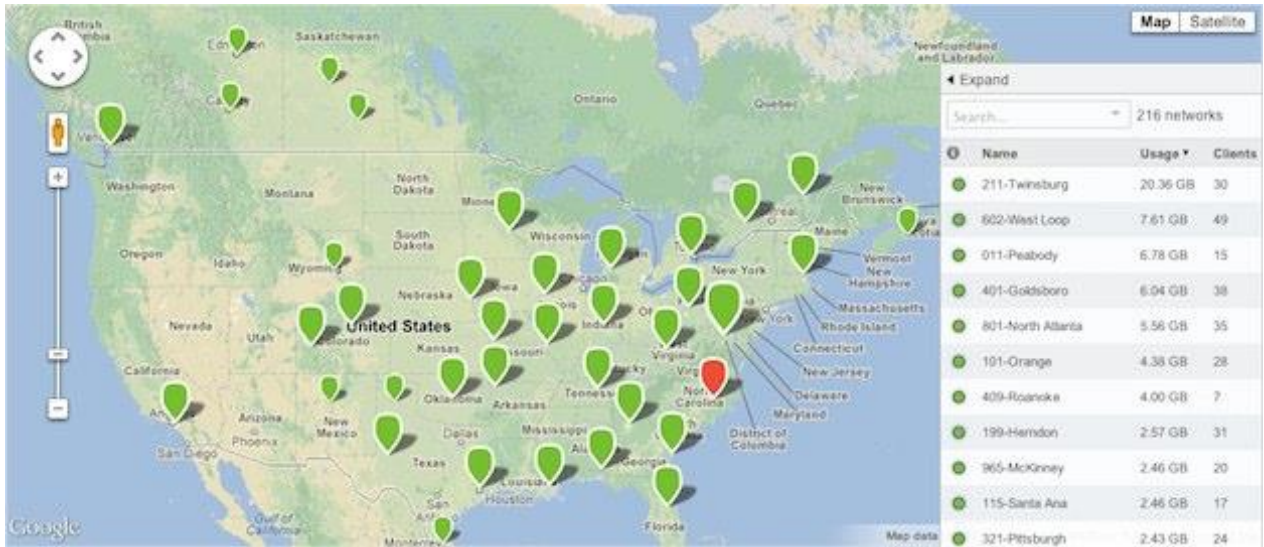 British
Saskatchewan
Map Satellite
Newfoundland
and Labrador
Expand
Search... 216 networks
Name Usage Clients
211-Twinsburg 20.36 GB 30
602-West Loop 7.61 GB 49
011-Peabody 6.78 GB 15
401-Goldsboro 6.04 GB 38
801-North Atlanta 5.56 GB 35
101-Orange 4.38 GB 28
409-Roanoke 4.00 GB 7
199-Herndon 2.57 GB 31
965-McKinney 2.46 GB 20
115-Santa Ana 2.46 GB 17
321-Pittsburgh 2.43 GB 24
Ontario
Quebec
Washington
Montana
North
Dakota
New
Brunswick
Maine
South
Dakota
Wisconsin
Oregon
Idaho
Wyoming
Vermont
New
Hampshire
New York
Nebraska
Massachusetts
Rhode Island
Nevada
Utah
United States
Colorado
Kansas
Indiana
Connecticut
New Jersey
Virginia
California
Delaware
Maryland
North
Carolina
Oklahoma
Arkansas
Arizona
Phoenix
New
Mexico
Dallas
Mississippi
District of
Columbia
San Diego
Texas
Georgia
Houston
San
Gulf of
California
Monterrey
Florida
Google
Map data